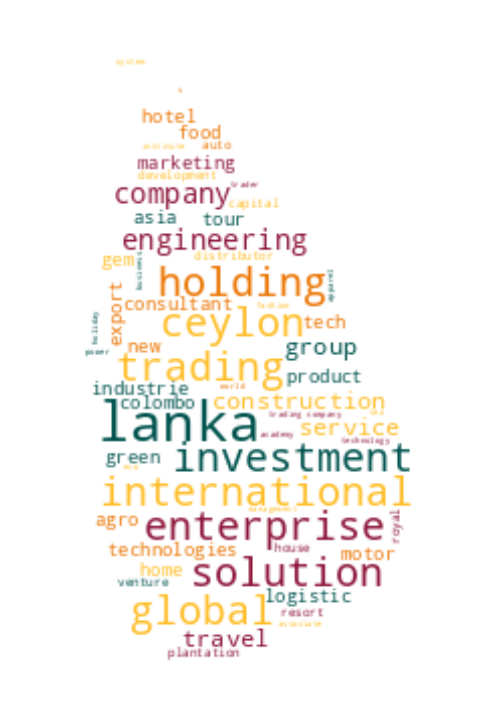 system
hotel
food
institute auto
marketing
development
company trader
capital
asia tour
engineering
distributor
gem business
holding apparel
export consultant fashion
ceylon tech
holiday
power new group
trading product
industrie world
colombo construction
lanka trading company
service
academy technology
green investment
international
management
agro enterprise royal
technologies house motor
home solution
venture
global logistic
resort
associate
travel
plantation